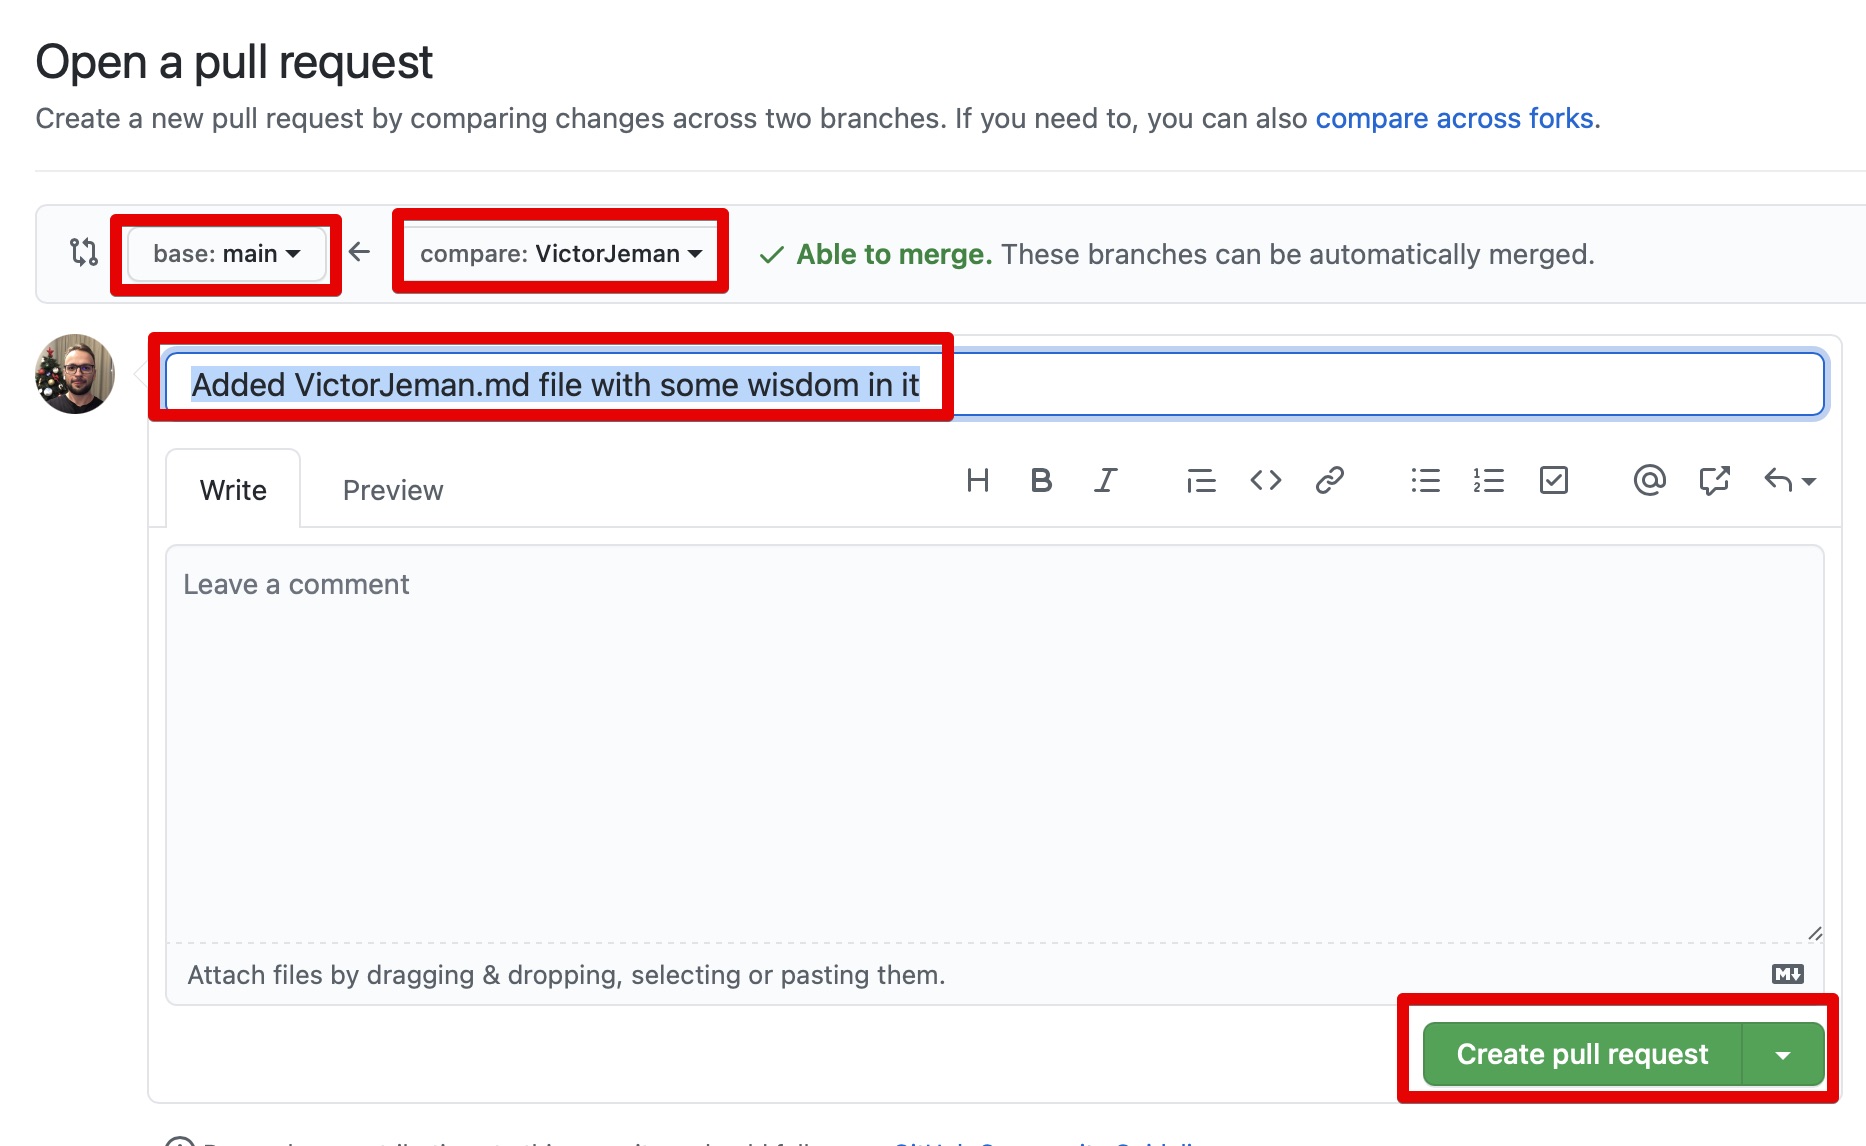 Open a pull request
Create a new pull request by comparing changes across two branches. If you need to, you can also compare across forks.
base: main
compare: VictorJeman
Able to merge. These branches can be automatically merged.
Added VictorJeman.md file with some wisdom in it
Write
Preview
Leave a comment
Attach files by dragging & dropping, selecting or pasting them.
Create pull request